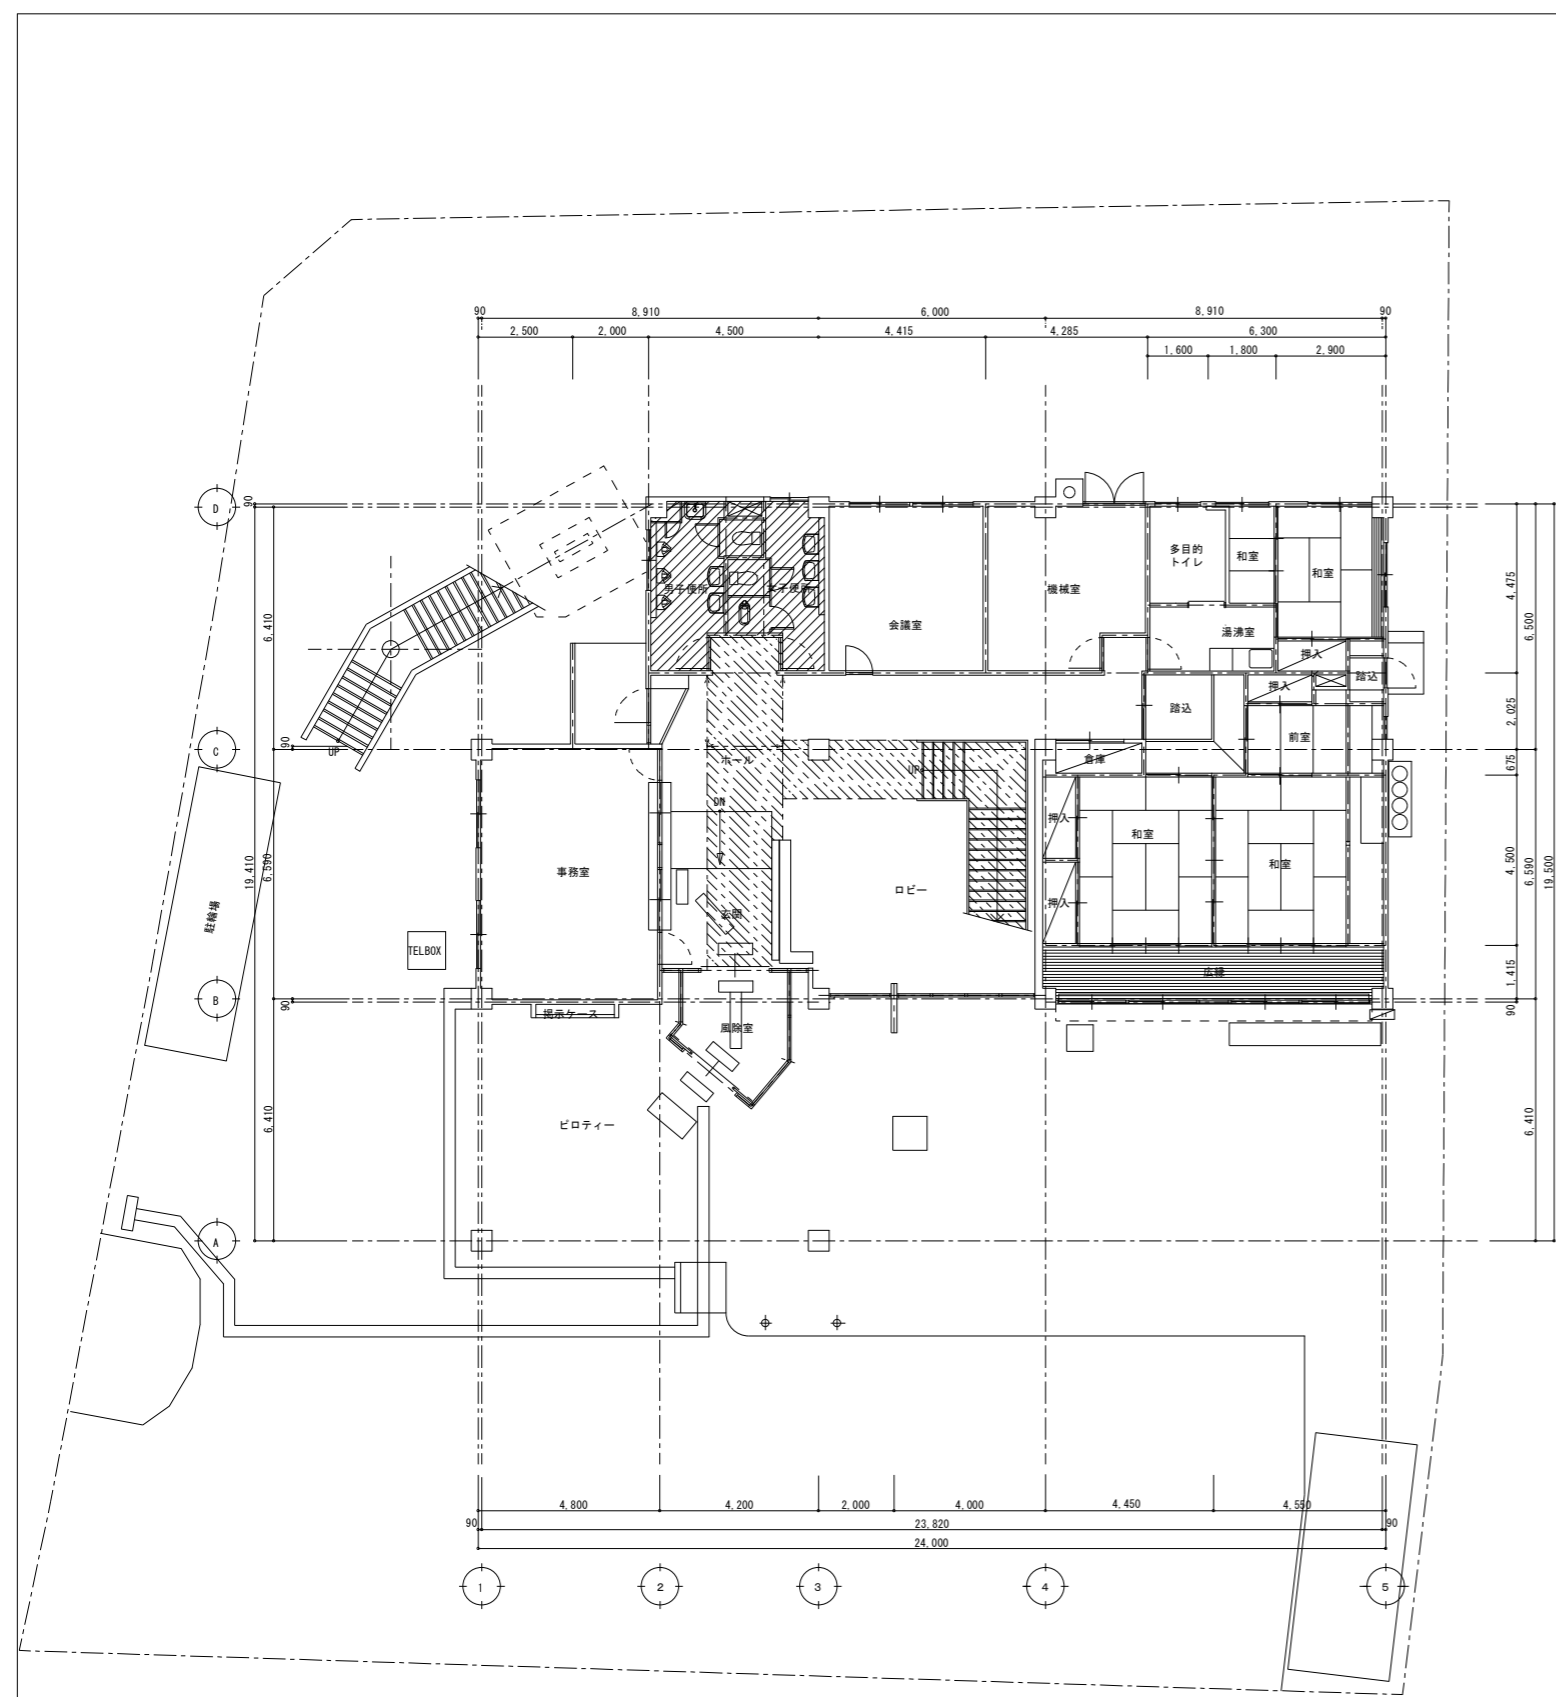 90
8,910
6,000
8,910
90
2,500
2,000
4,500
4,415
4,285
6,300
1,600
1,800
2,900
D
90
男子便所
女子便所
会議室
機械室
多目的
トイレ
和室
和室
湯沸室
押入
押入
踏込
踏込
前室
倉庫
6,410
4,475
6,500
2,025
675
C
90
UP
ホール
UP
DN
事務室
ロビー
玄関
押入
押入
和室
和室
広縁
駐輪場
TELBOX
19,410
6,590
4,500
6,590
19,500
1,415
90
B
90
掲示ケース
風除室
ピロティー
6,410
6,410
A
4,800
4,200
2,000
4,000
4,450
4,550
90
23,820
90
24,000
1
2
3
4
5